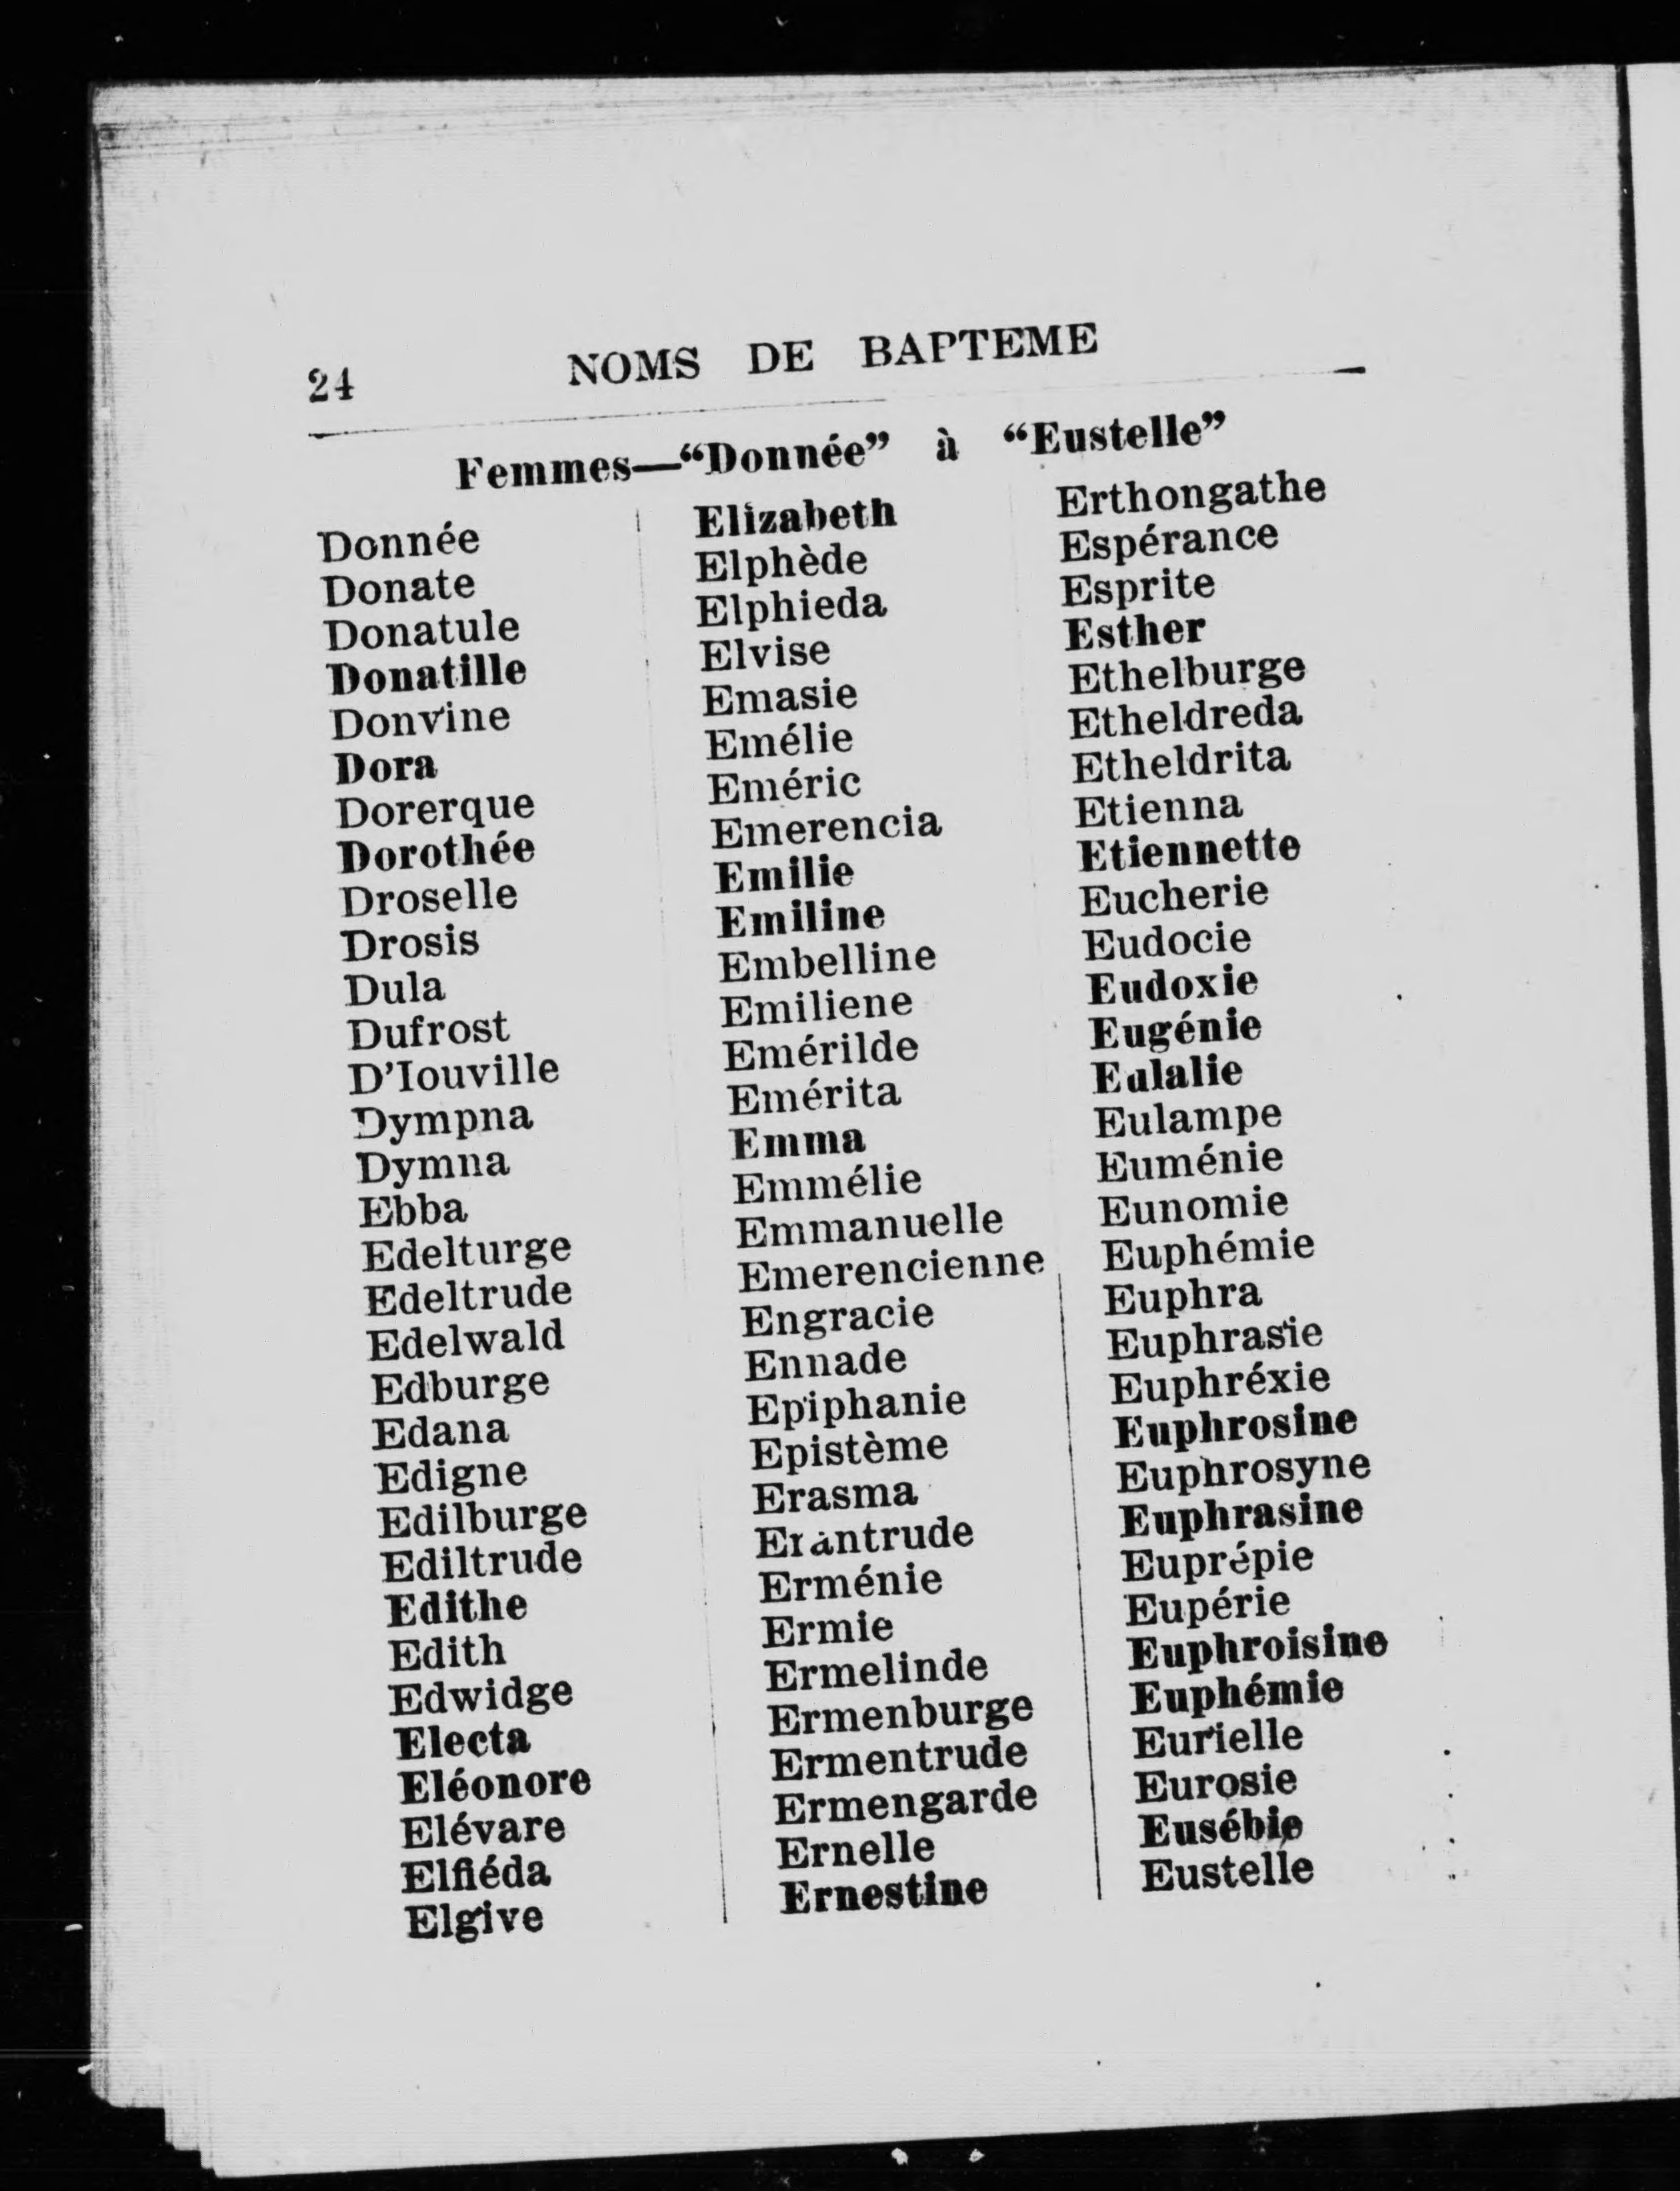 24 NOMS DE BAPTEME
Femmes—“Donnée” à “Eustelle”
Donnée
Donate
Donatule
Donatille
Donvine
Dora
Dorerque
Dorothée
Droselle
Drosis
Dula
Dufrost
D’Iouville
Dympna
Dymna
Ebba
Edelturge
Edeltrude
Edelwald
Edburge
Edana
Edigne
Edilburge
Ediltrude
Edithe
Edith
Edwidge
Electa
Eléonore
Elévare
Elfiéda
Elgive
Elizabeth
Elphède
Elphieda
Elvise
Emasie
Emélie
Eméric
Emerencia
Emilie
Emiline
Embelline
Emiliene
Emérilde
Emérita
Emma
Emmélie
Emmanuelle
Emerencienne
Engracie
Ennade
Epiphanie
Epistème
Erasma
Erantrude
Erménie
Ermie
Ermelinde
Ermenburge
Ermentrude
Ermengarde
Ernelle
Ernestine
Erthongathe
Espérance
Esprite
Esther
Ethelburge
Etheldreda
Etheldrita
Etienna
Etiennette
Eucherie
Eudocie
Eudoxie
Eugénie
Eulalie
Eulampe
Euménie
Eunomie
Euphémie
Euphra
Euphrasie
Euphréxie
Euphrosine
Euphrosyne
Euphrasine
Euprépie
Eupérie
Euphroisine
Euphémie
Eurielle
Eurosie
Eusébie
Eustelle